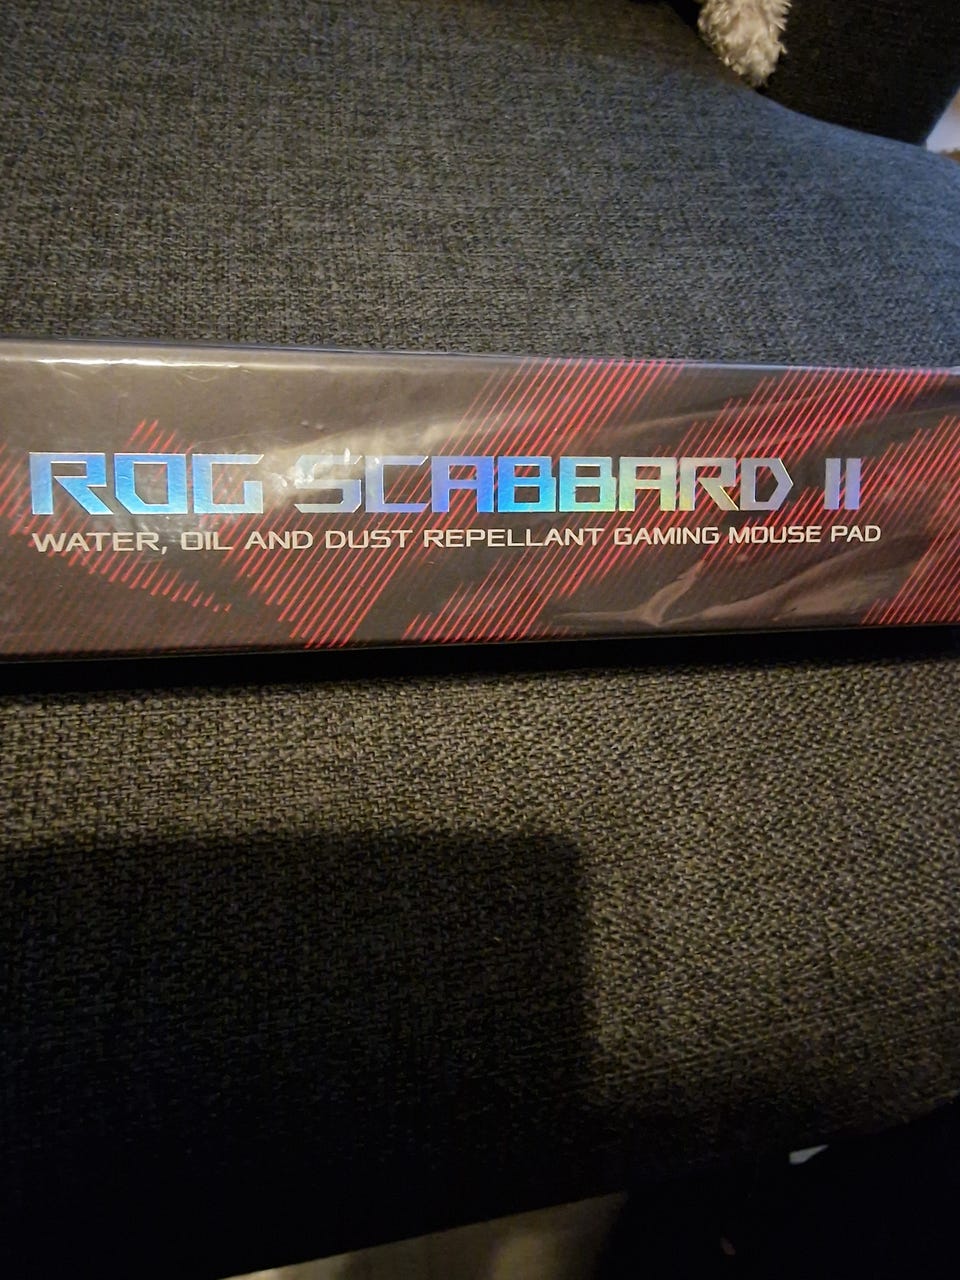 ROG SCABBARD II
WATER, OIL AND DUST REPELLANT GAMING MOUSE PAD